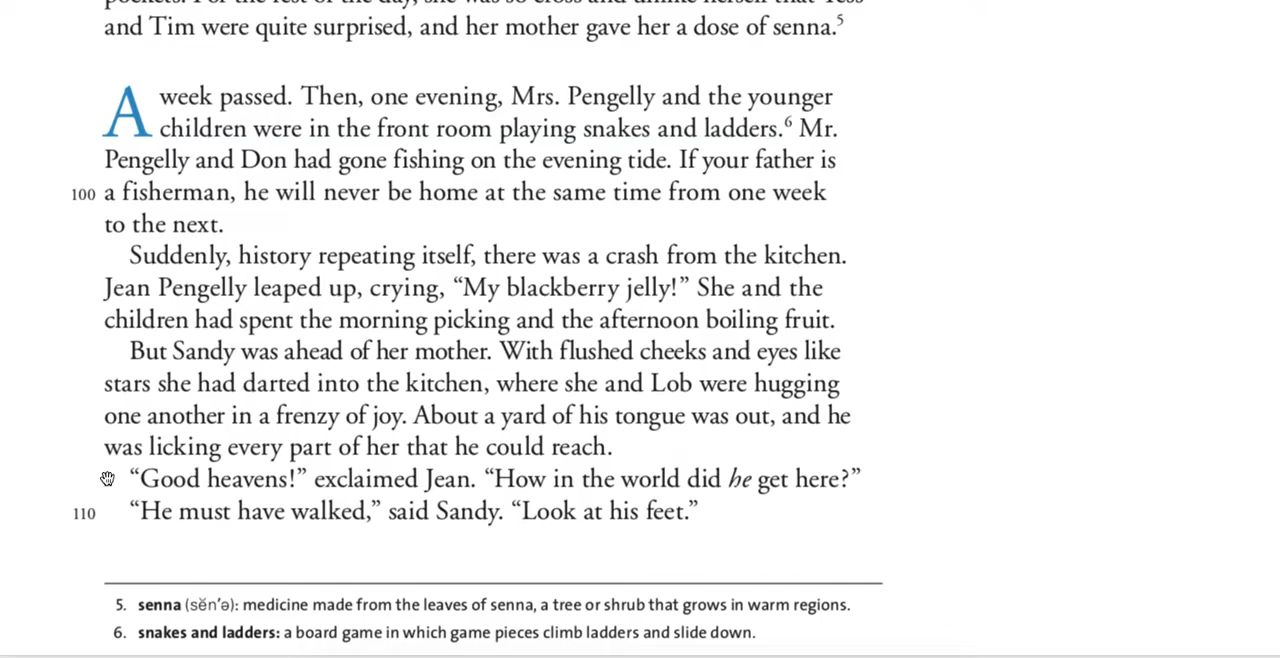 and Tim were quite surprised, and her mother gave her a dose of senna.5
A week passed. Then, one evening, Mrs. Pengelly and the younger
children were in the front room playing snakes and ladders.6 Mr.
Pengelly and Don had gone fishing on the evening tide. If your father is
100 a fisherman, he will never be home at the same time from one week
to the next.
Suddenly, history repeating itself, there was a crash from the kitchen.
Jean Pengelly leaped up, crying, “My blackberry jelly!” She and the
children had spent the morning picking and the afternoon boiling fruit.
But Sandy was ahead of her mother. With flushed cheeks and eyes like
stars she had darted into the kitchen, where she and Lob were hugging
one another in a frenzy of joy. About a yard of his tongue was out, and he
was licking every part of her that he could reach.
“Good heavens!” exclaimed Jean. “How in the world did he get here?”
110 “He must have walked,” said Sandy. “Look at his feet.”
5. senna (sĕn′ə): medicine made from the leaves of senna, a tree or shrub that grows in warm regions.
6. snakes and ladders: a board game in which game pieces climb ladders and slide down.